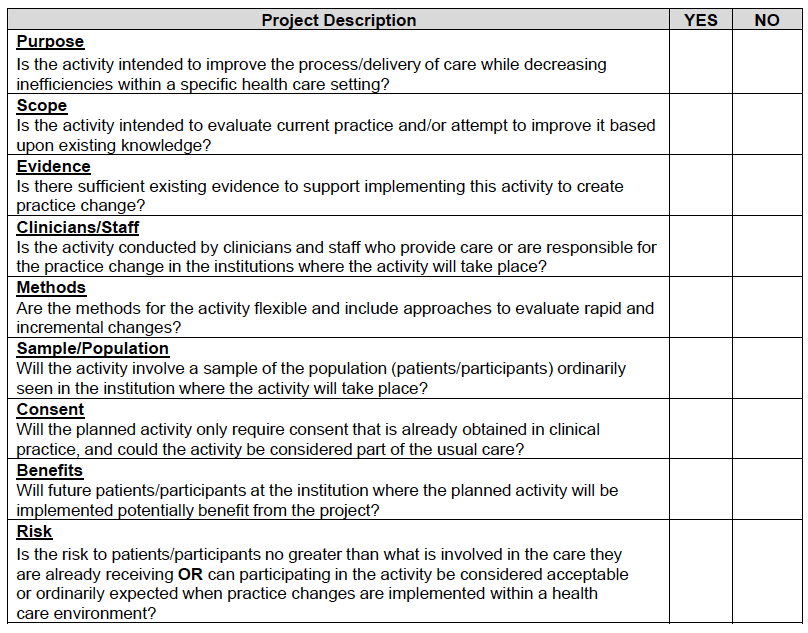 Project Description YES NO
Purpose
Is the activity intended to improve the process/delivery of care while decreasing
inefficiencies within a specific health care setting?
Scope
Is the activity intended to evaluate current practice and/or attempt to improve it based
upon existing knowledge?
Evidence
Is there sufficient existing evidence to support implementing this activity to create
practice change?
Clinicians/Staff
Is the activity conducted by clinicians and staff who provide care or are responsible for
the practice change in the institutions where the activity will take place?
Methods
Are the methods for the activity flexible and include approaches to evaluate rapid and
incremental changes?
Sample/Population
Will the activity involve a sample of the population (patients/participants) ordinarily
seen in the institution where the activity will take place?
Consent
Will the planned activity only require consent that is already obtained in clinical
practice, and could the activity be considered part of the usual care?
Benefits
Will future patients/participants at the institution where the planned activity will be
implemented potentially benefit from the project?
Risk
Is the risk to patients/participants no greater than what is involved in the care they
are already receiving OR can participating in the activity be considered acceptable
or ordinarily expected when practice changes are implemented within a health
care environment?